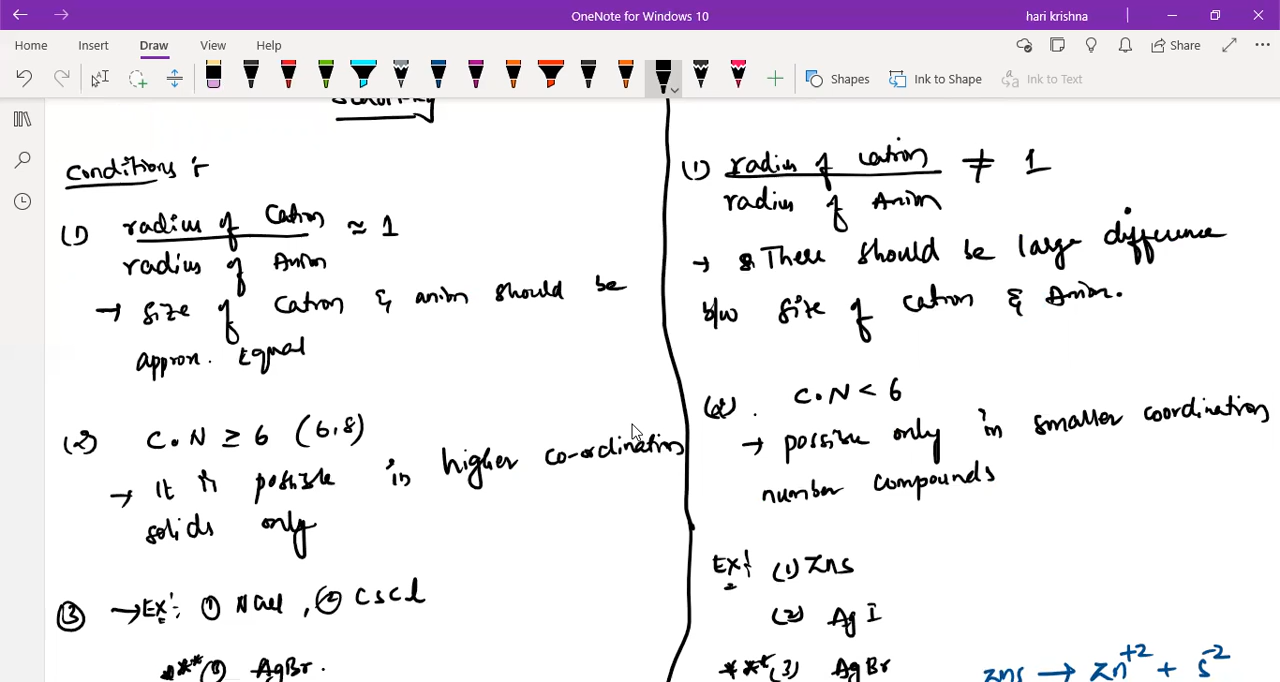 OneNote for Windows 10
hari krishna
Home Insert Draw View Help
Share
Shapes
Ink to Shape
Ink to Text
Conditions :-
(1) radius of Cation ≈ 1
radius of Anion
→ size of Cation & anion should be
approx. Equal
(2) C.N ≥ 6 (6,8)
→ It is possible in higher co-ordination
solids only
③ → Ex: ① NaCl, ② CsCl
*** ③ AgBr.
(1) radius of Cation ≠ 1
radius of Anion
→ There should be large difference
b/w size of Cation & Anion.
(2) . C.N < 6
→ possible only in smaller coordination
number compounds
Ex: (1) ZnS
(2) AgI
*** (3) AgBr
ZnS → Zn+2 + S-2